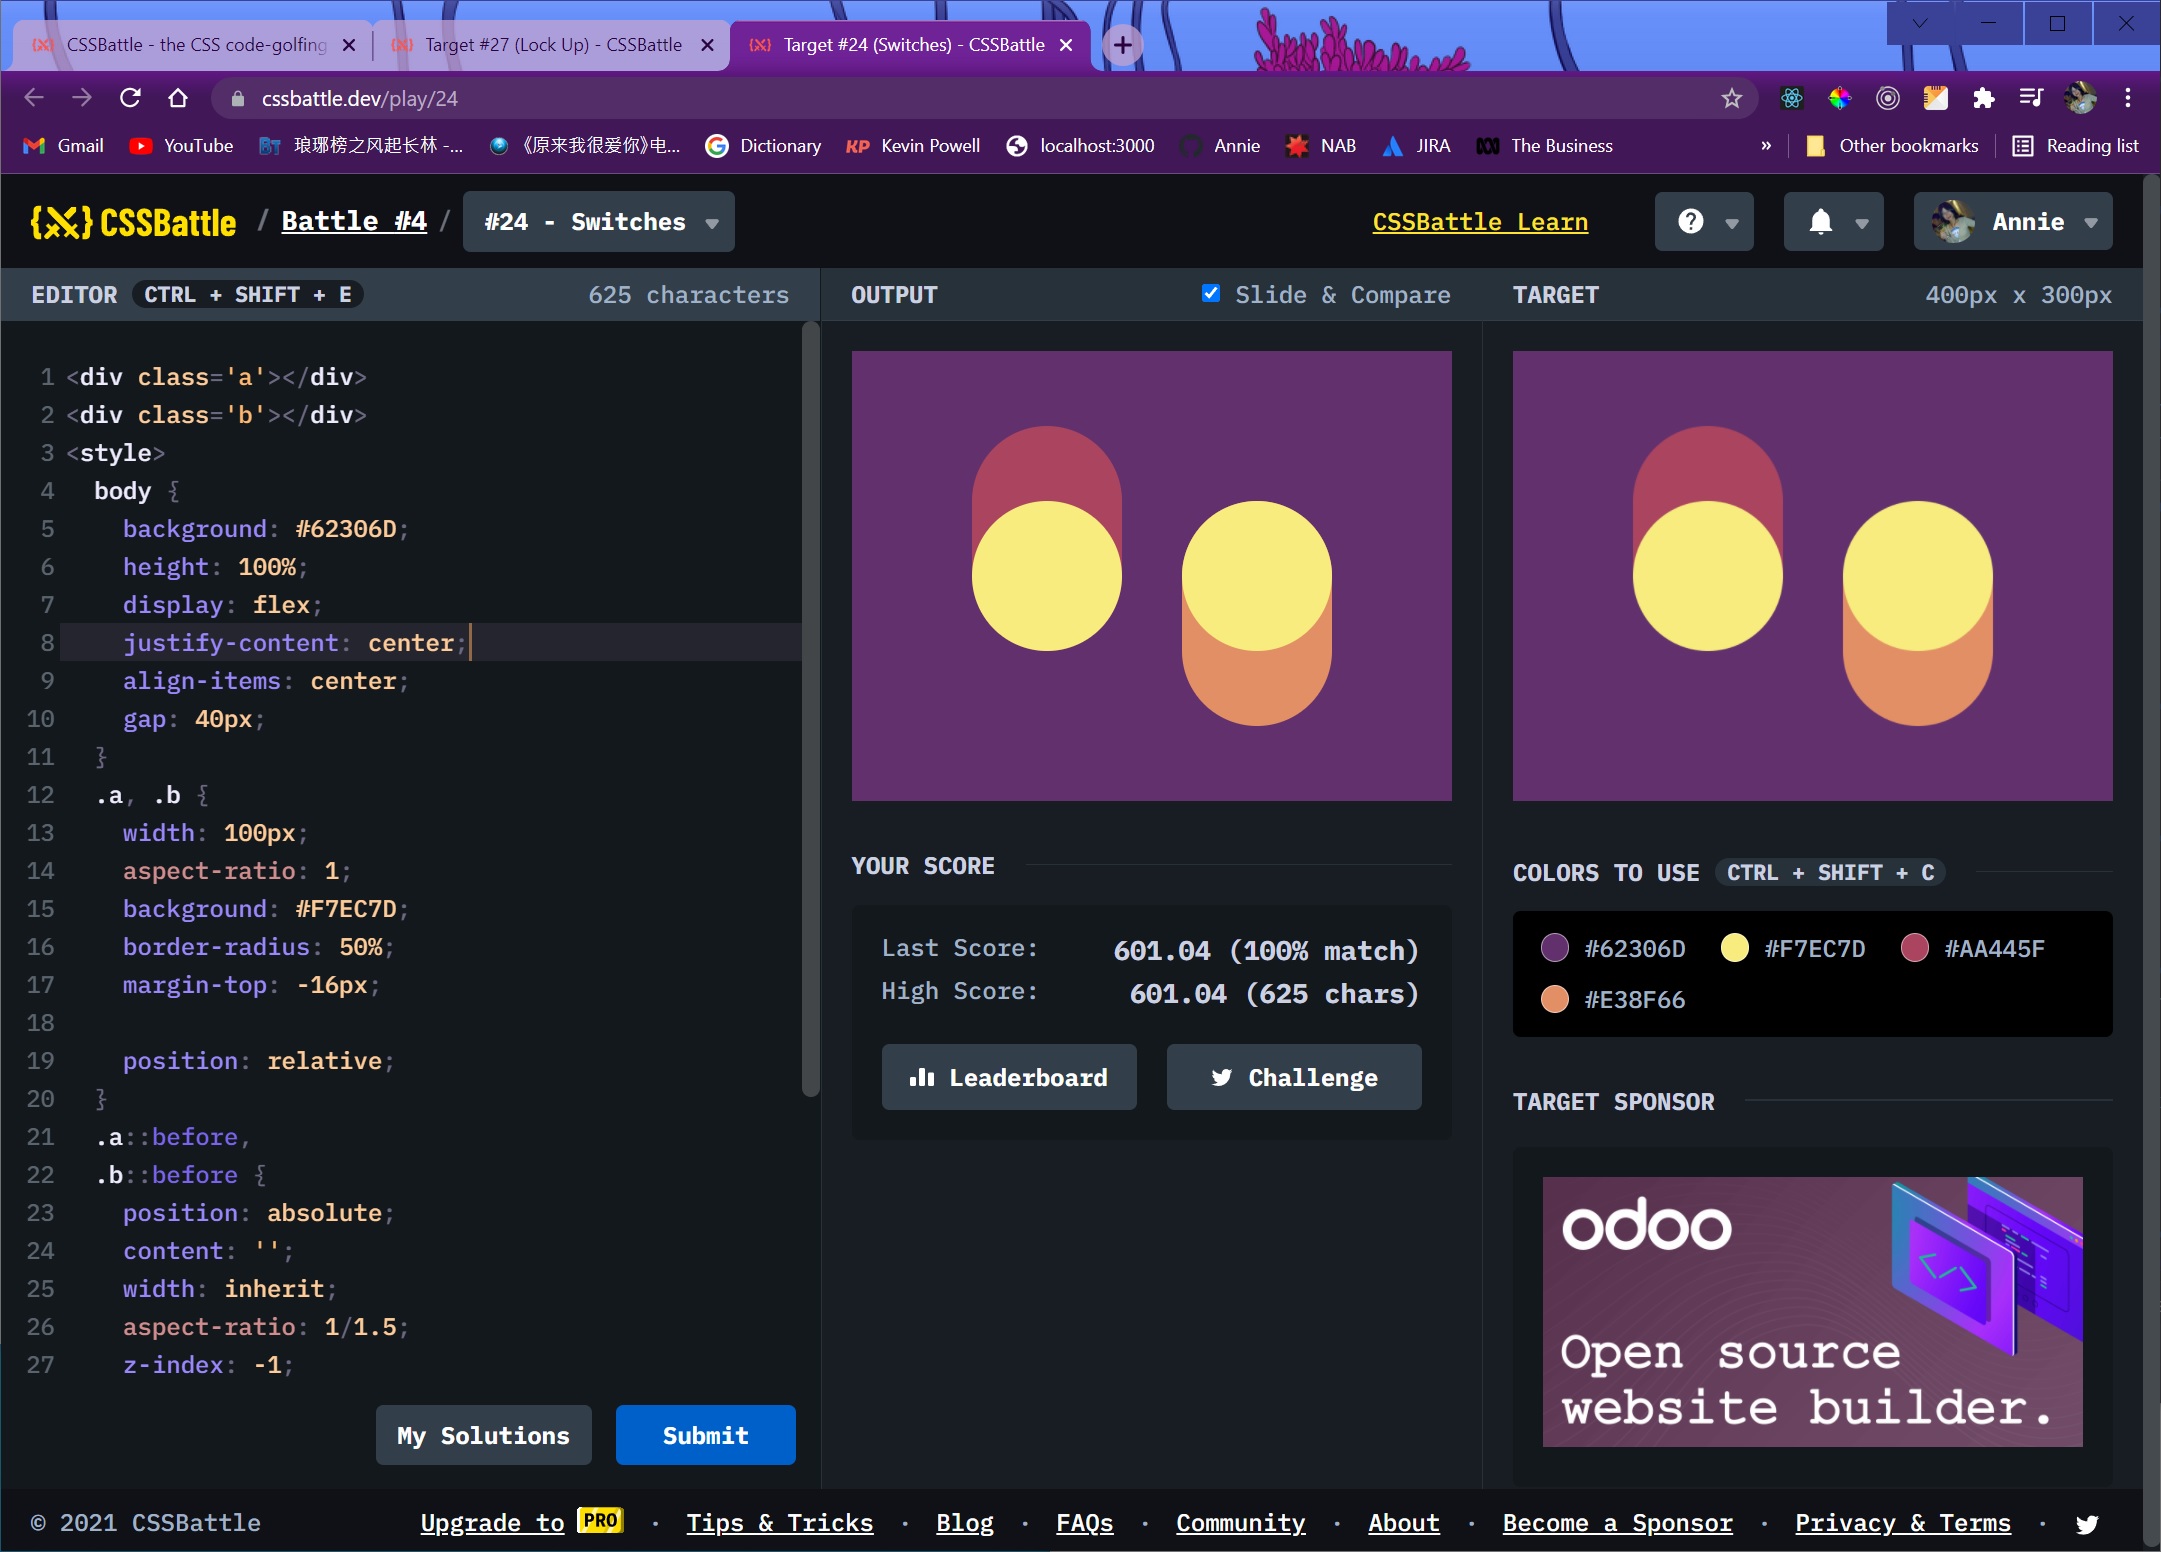 CSSBattle - the CSS code-golfing
Target #27 (Lock Up) - CSSBattle
Target #24 (Switches) - CSSBattle
cssbattle.dev/play/24
Gmail YouTube BT 琅琊榜之风起长林 -... 《原来我很爱你》电... Dictionary KP Kevin Powell localhost:3000 Annie NAB JIRA The Business » Other bookmarks Reading list
{X} CSSBattle / Battle #4 / #24 - Switches
CSSBattle Learn
Annie
EDITOR CTRL + SHIFT + E 625 characters
1 <div class='a'></div>
2 <div class='b'></div>
3 <style>
4 body {
5 background: #62306D;
6 height: 100%;
7 display: flex;
8 justify-content: center;
9 align-items: center;
10 gap: 40px;
11 }
12 .a, .b {
13 width: 100px;
14 aspect-ratio: 1;
15 background: #F7EC7D;
16 border-radius: 50%;
17 margin-top: -16px;
18
19 position: relative;
20 }
21 .a::before,
22 .b::before {
23 position: absolute;
24 content: '';
25 width: inherit;
26 aspect-ratio: 1/1.5;
27 z-index: -1;
My Solutions
Submit
OUTPUT Slide & Compare
YOUR SCORE
Last Score: 601.04 (100% match)
High Score: 601.04 (625 chars)
Leaderboard
Challenge
TARGET 400px x 300px
COLORS TO USE CTRL + SHIFT + C
#62306D #F7EC7D #AA445F
#E38F66
TARGET SPONSOR
odoo
</>
Open source
website builder.
© 2021 CSSBattle
Upgrade to PRO · Tips & Tricks · Blog · FAQs · Community · About · Become a Sponsor · Privacy & Terms ·